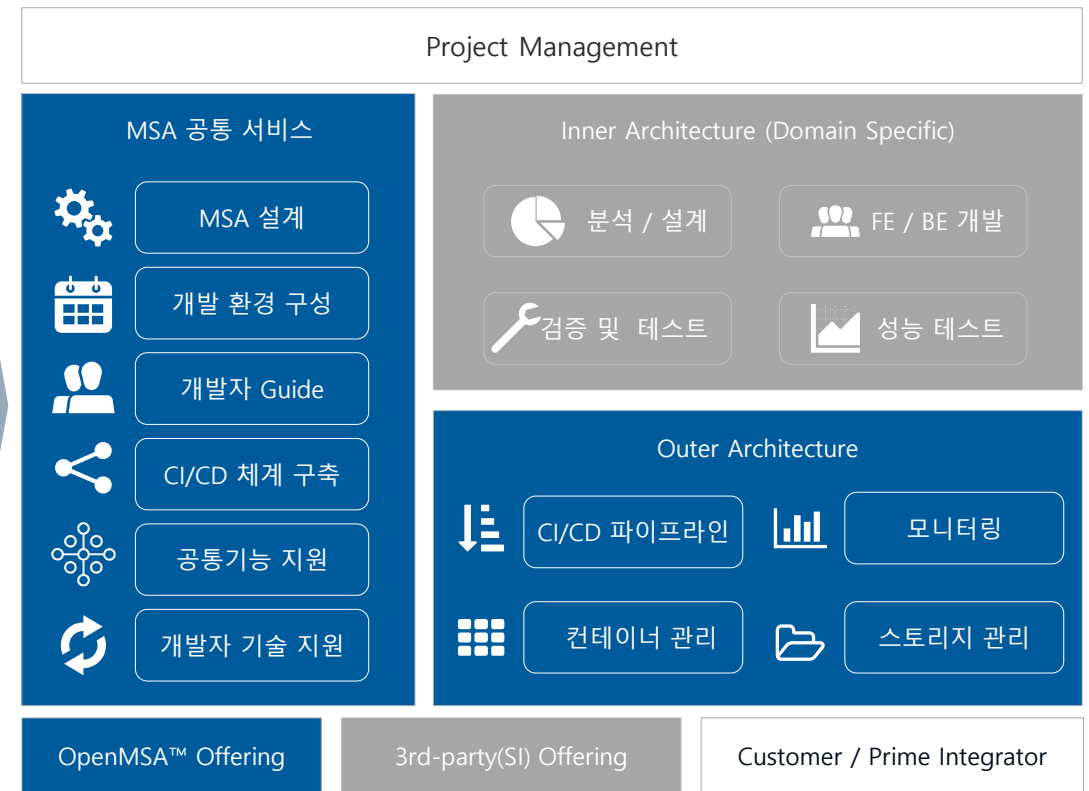 Project Management
MSA 공통 서비스
MSA 설계
개발 환경 구성
개발자 Guide
CI/CD 체계 구축
공통기능 지원
개발자 기술 지원
Inner Architecture (Domain Specific)
분석 / 설계
FE / BE 개발
검증 및 테스트
성능 테스트
Outer Architecture
CI/CD 파이프라인
모니터링
컨테이너 관리
스토리지 관리
OpenMSA™ Offering
3rd-party(SI) Offering
Customer / Prime Integrator